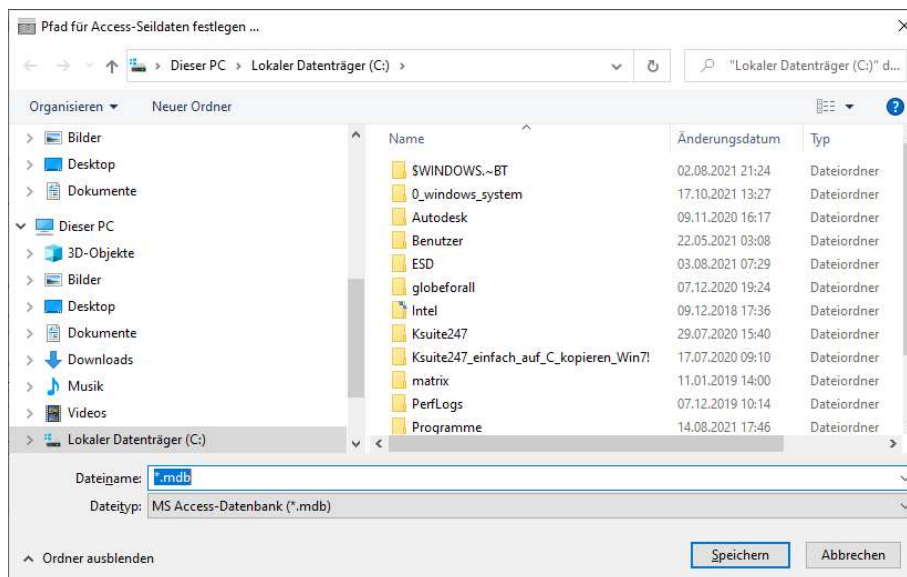 Pfad für Access-Seildaten festlegen ...
Dieser PC > Lokaler Datenträger (C:) >
"Lokaler Datenträger (C:)" d...
Organisieren
Neuer Ordner
Bilder
Desktop
Dokumente
Dieser PC
3D-Objekte
Bilder
Desktop
Dokumente
Downloads
Musik
Videos
Lokaler Datenträger (C:)
Name Änderungsdatum Typ
$WINDOWS.~BT 02.08.2021 21:24 Dateiordner
0_windows_system 17.10.2021 13:27 Dateiordner
Autodesk 09.11.2020 16:17 Dateiordner
Benutzer 22.05.2021 03:08 Dateiordner
ESD 03.08.2021 07:29 Dateiordner
globeforall 07.12.2020 19:24 Dateiordner
Intel 09.12.2018 17:36 Dateiordner
Ksuite247 29.07.2020 15:40 Dateiordner
Ksuite247_einfach_auf_C_kopieren_Win7! 17.07.2020 09:10 Dateiordner
matrix 11.01.2019 14:00 Dateiordner
PerfLogs 07.12.2019 10:14 Dateiordner
Programme 14.08.2021 17:46 Dateiordner
Dateiname: *.mdb
Dateityp: MS Access-Datenbank (*.mdb)
Ordner ausblenden
Speichern
Abbrechen